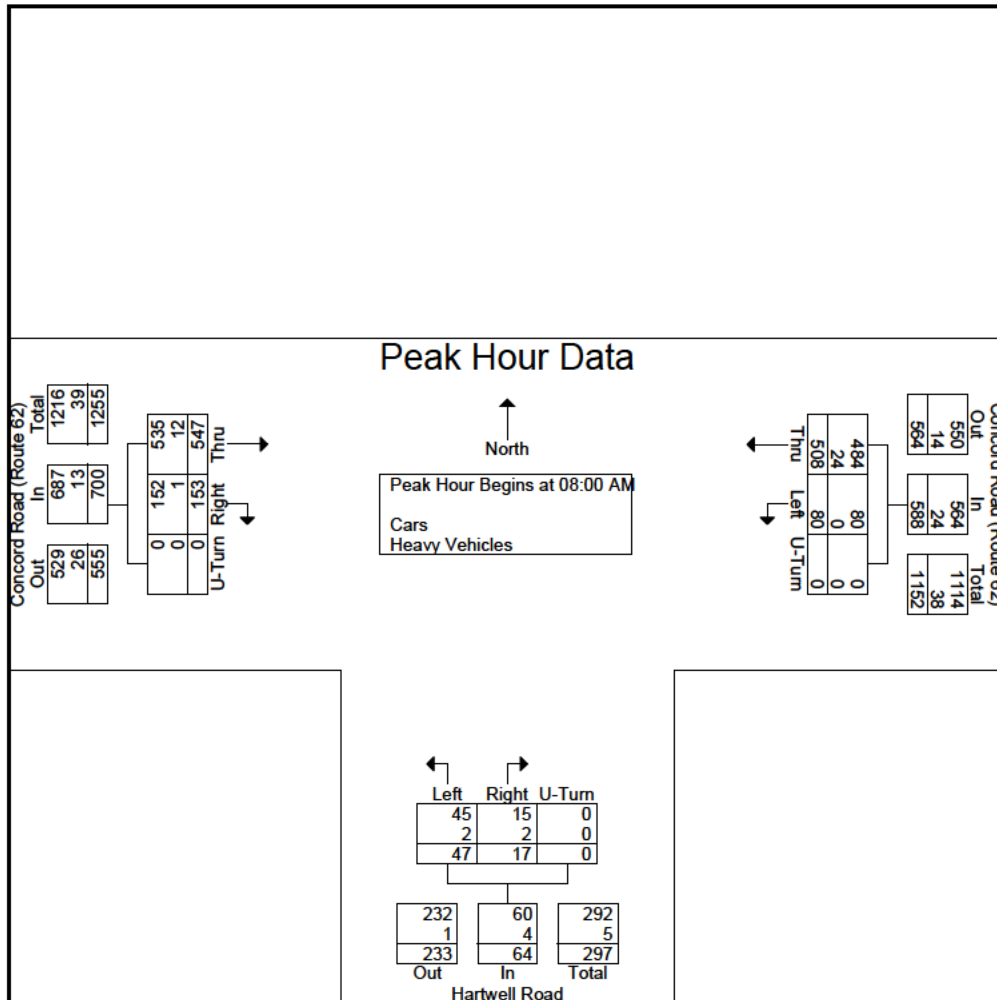 Peak Hour Data
North
Peak Hour Begins at 08:00 AM
Cars
Heavy Vehicles
Concord Road (Route 62)
Total
1216
39
1255
In
687
13
700
Out
529
26
555
Thru
535
12
547
Right
152
1
153
U-Turn
0
0
0
Thru
484
24
508
Left
80
0
80
U-Turn
0
0
0
Concord Road (Route 62)
Out
550
14
564
In
564
24
588
Total
1114
38
1152
Left Right U-Turn
45 15 0
2 2 0
47 17 0
232 60 292
1 4 5
233 64 297
Out In Total
Hartwell Road